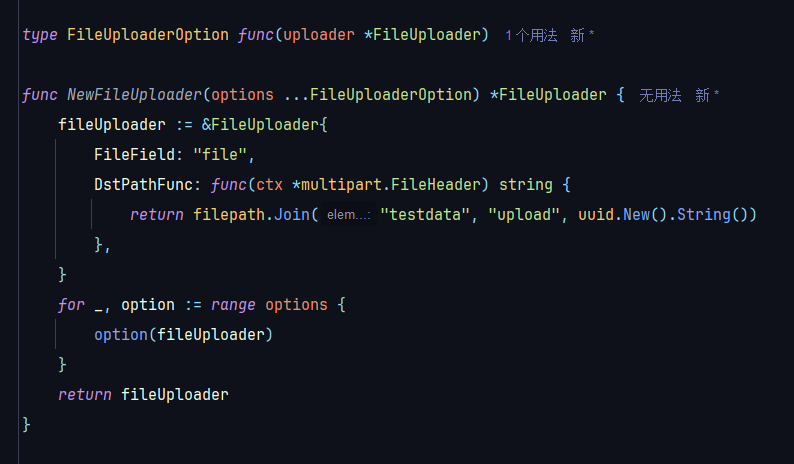 type FileUploaderOption func(uploader *FileUploader) 1 个用法 新 *
func NewFileUploader(options ...FileUploaderOption) *FileUploader { 无用法 新 *
fileUploader := &FileUploader{
FileField: "file",
DstPathFunc: func(ctx *multipart.FileHeader) string {
return filepath.Join( elem...: "testdata", "upload", uuid.New().String())
},
}
for _, option := range options {
option(fileUploader)
}
return fileUploader
}